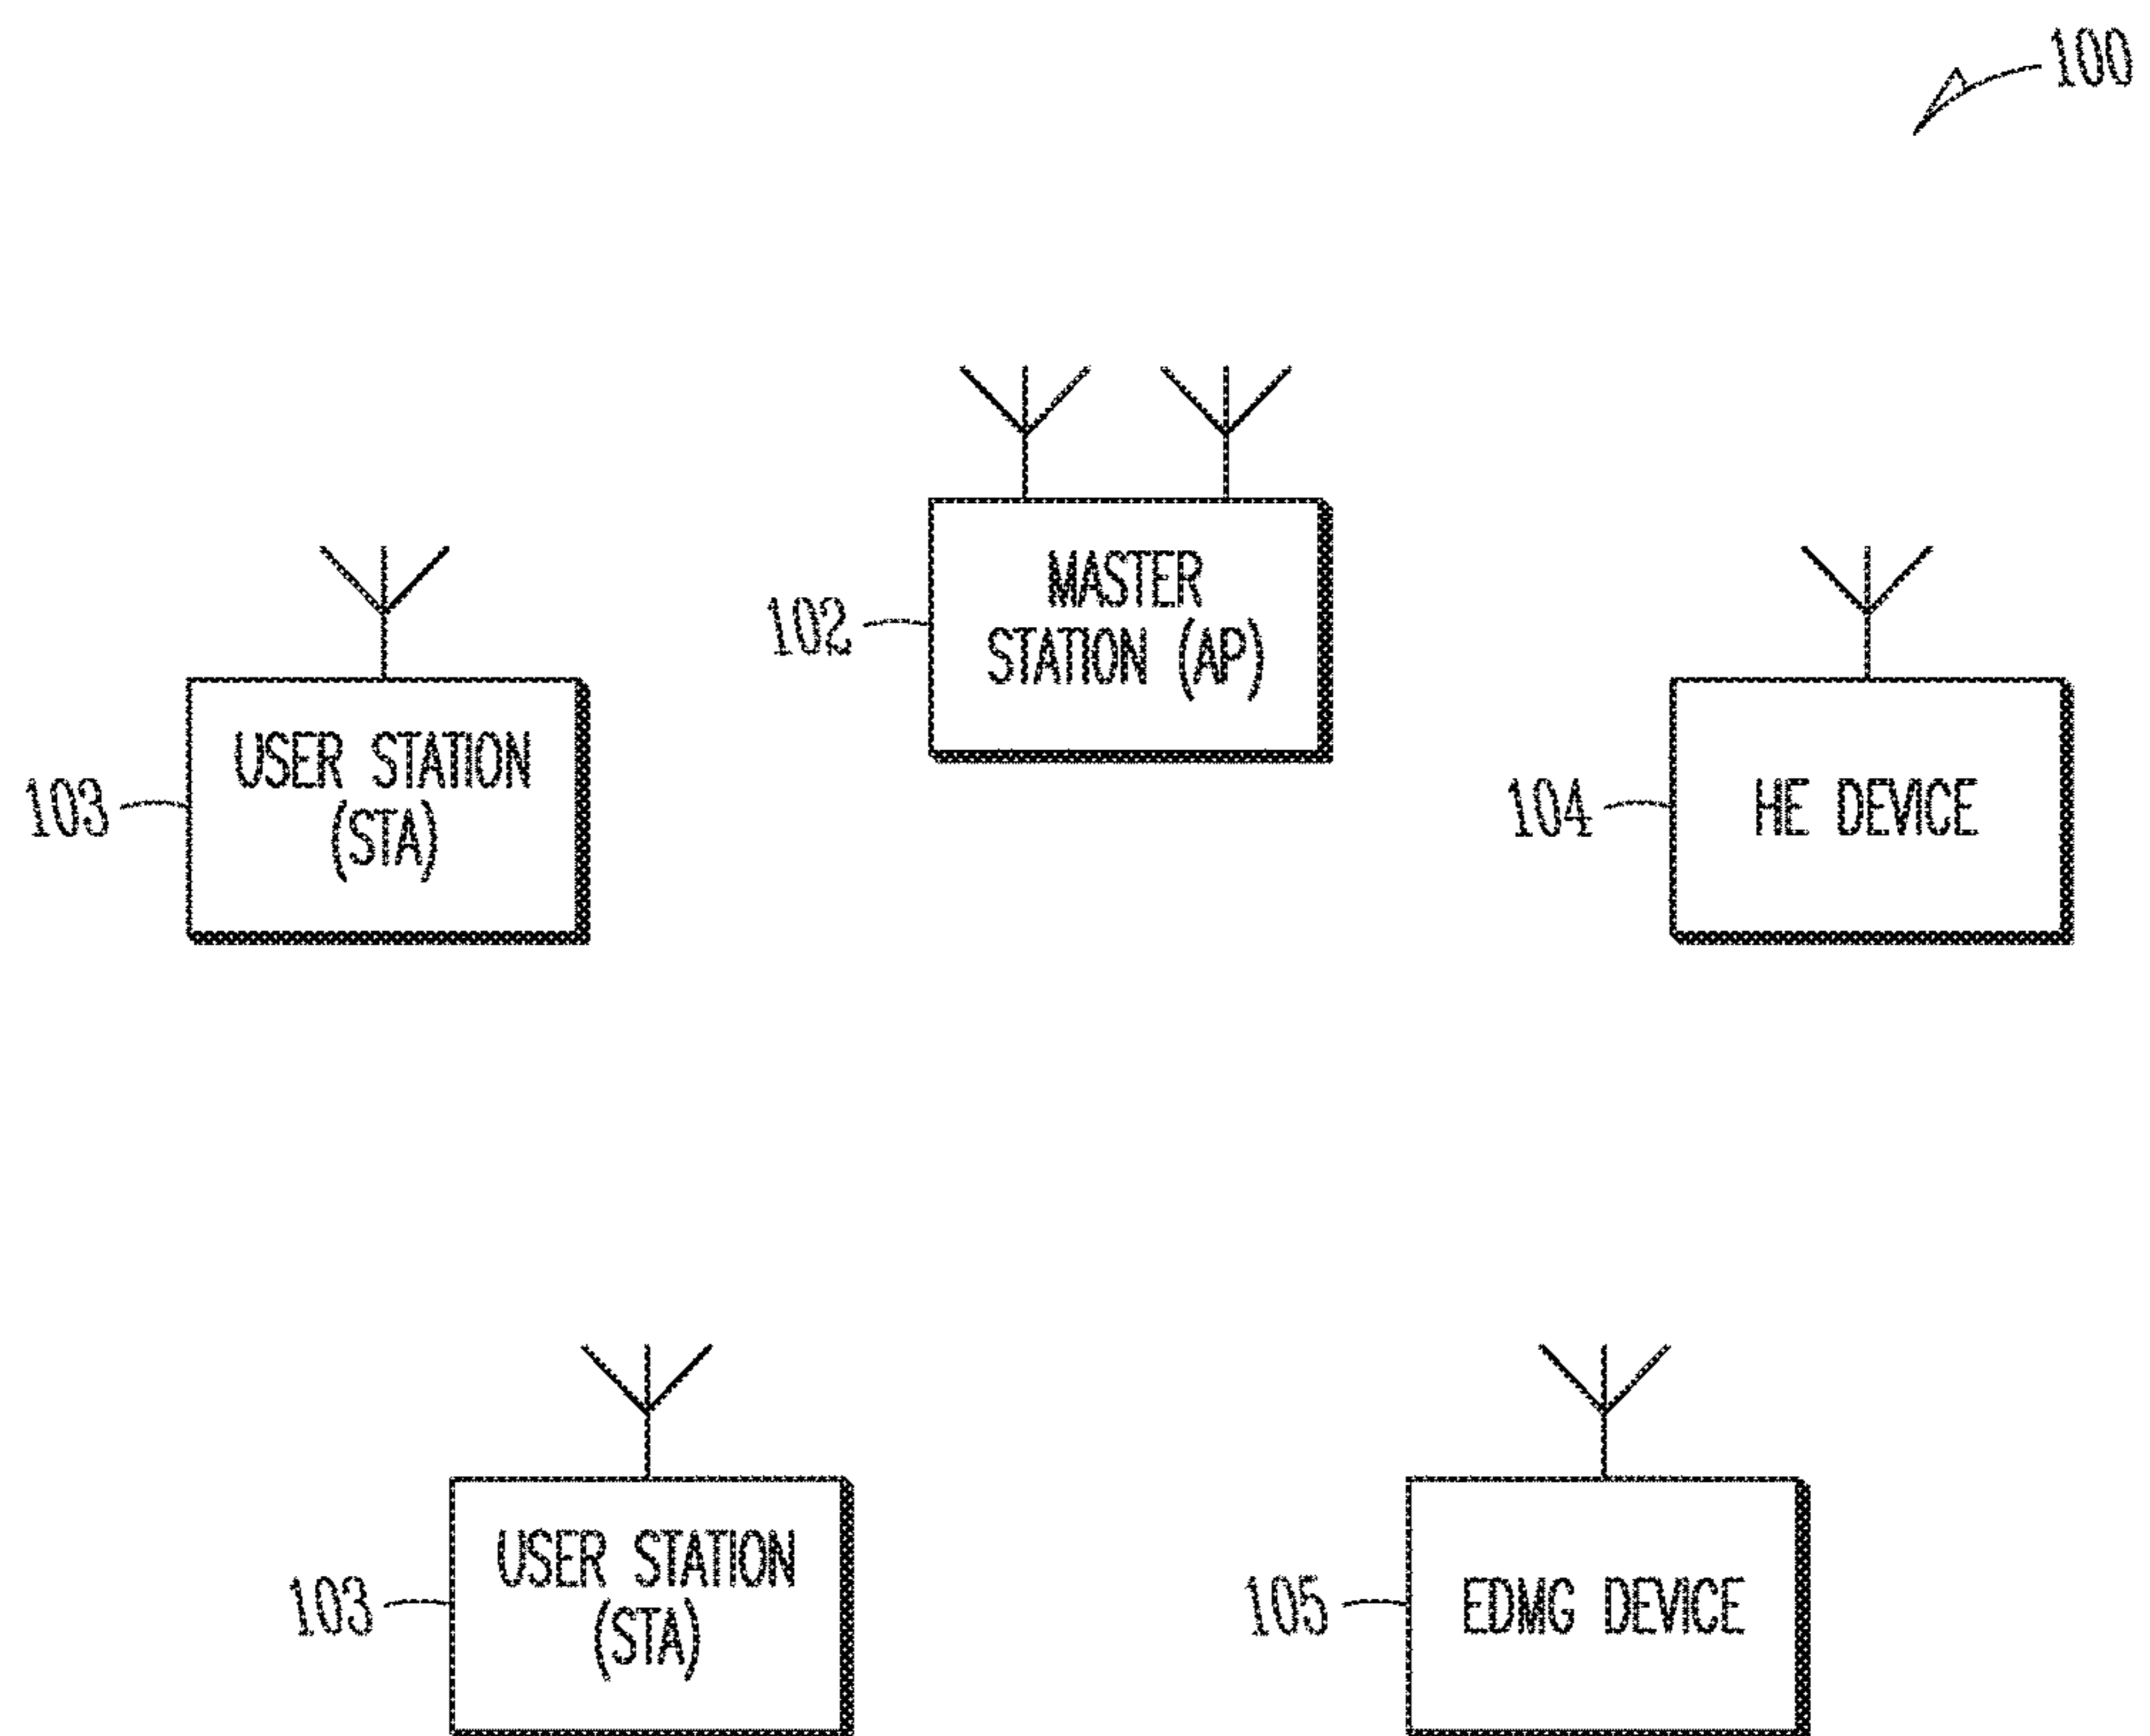 100
102
MASTER
STATION (AP)
103
USER STATION
(STA)
104
HE DEVICE
103
USER STATION
(STA)
105
EDMG DEVICE